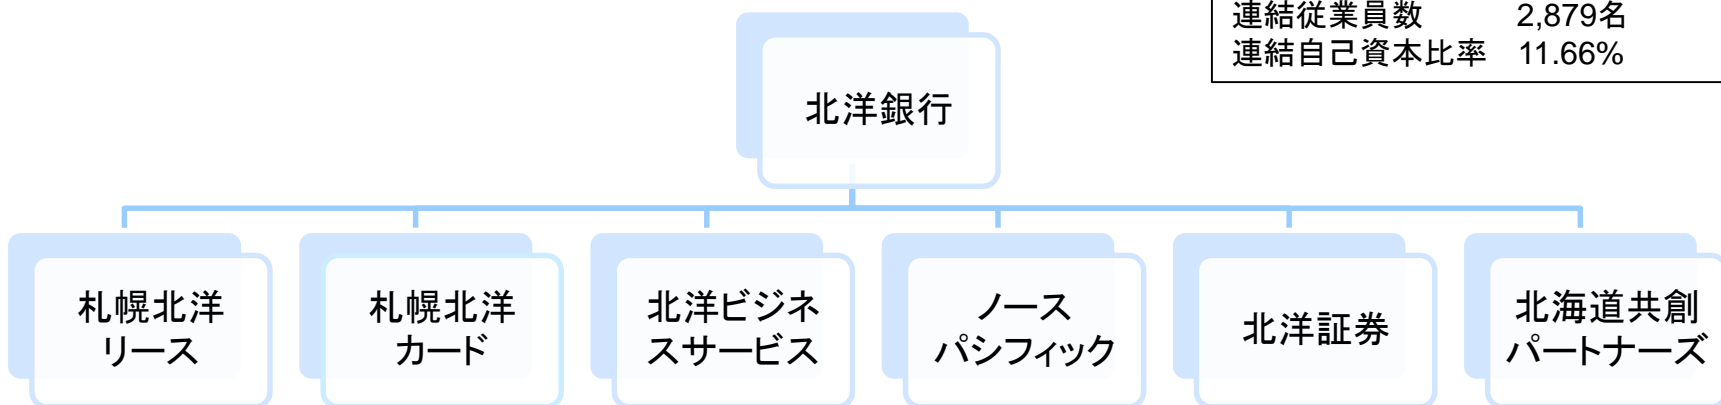 連結従業員数 2,879名
連結自己資本比率 11.66%
北洋銀行
札幌北洋
リース
札幌北洋
カード
北洋ビジネ
スサービス
ノース
パシフィック
北洋証券
北海道共創
パートナーズ